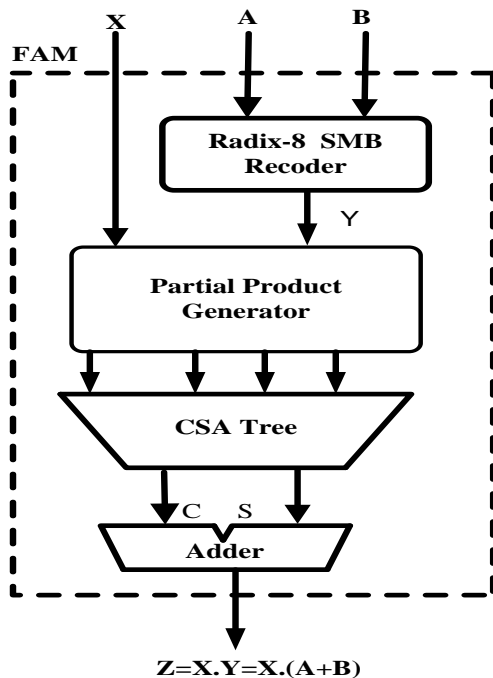 X
A
B
FAM
Radix-8 SMB
Recoder
Y
Partial Product
Generator
CSA Tree
C
S
Adder
Z=X.Y=X.(A+B)